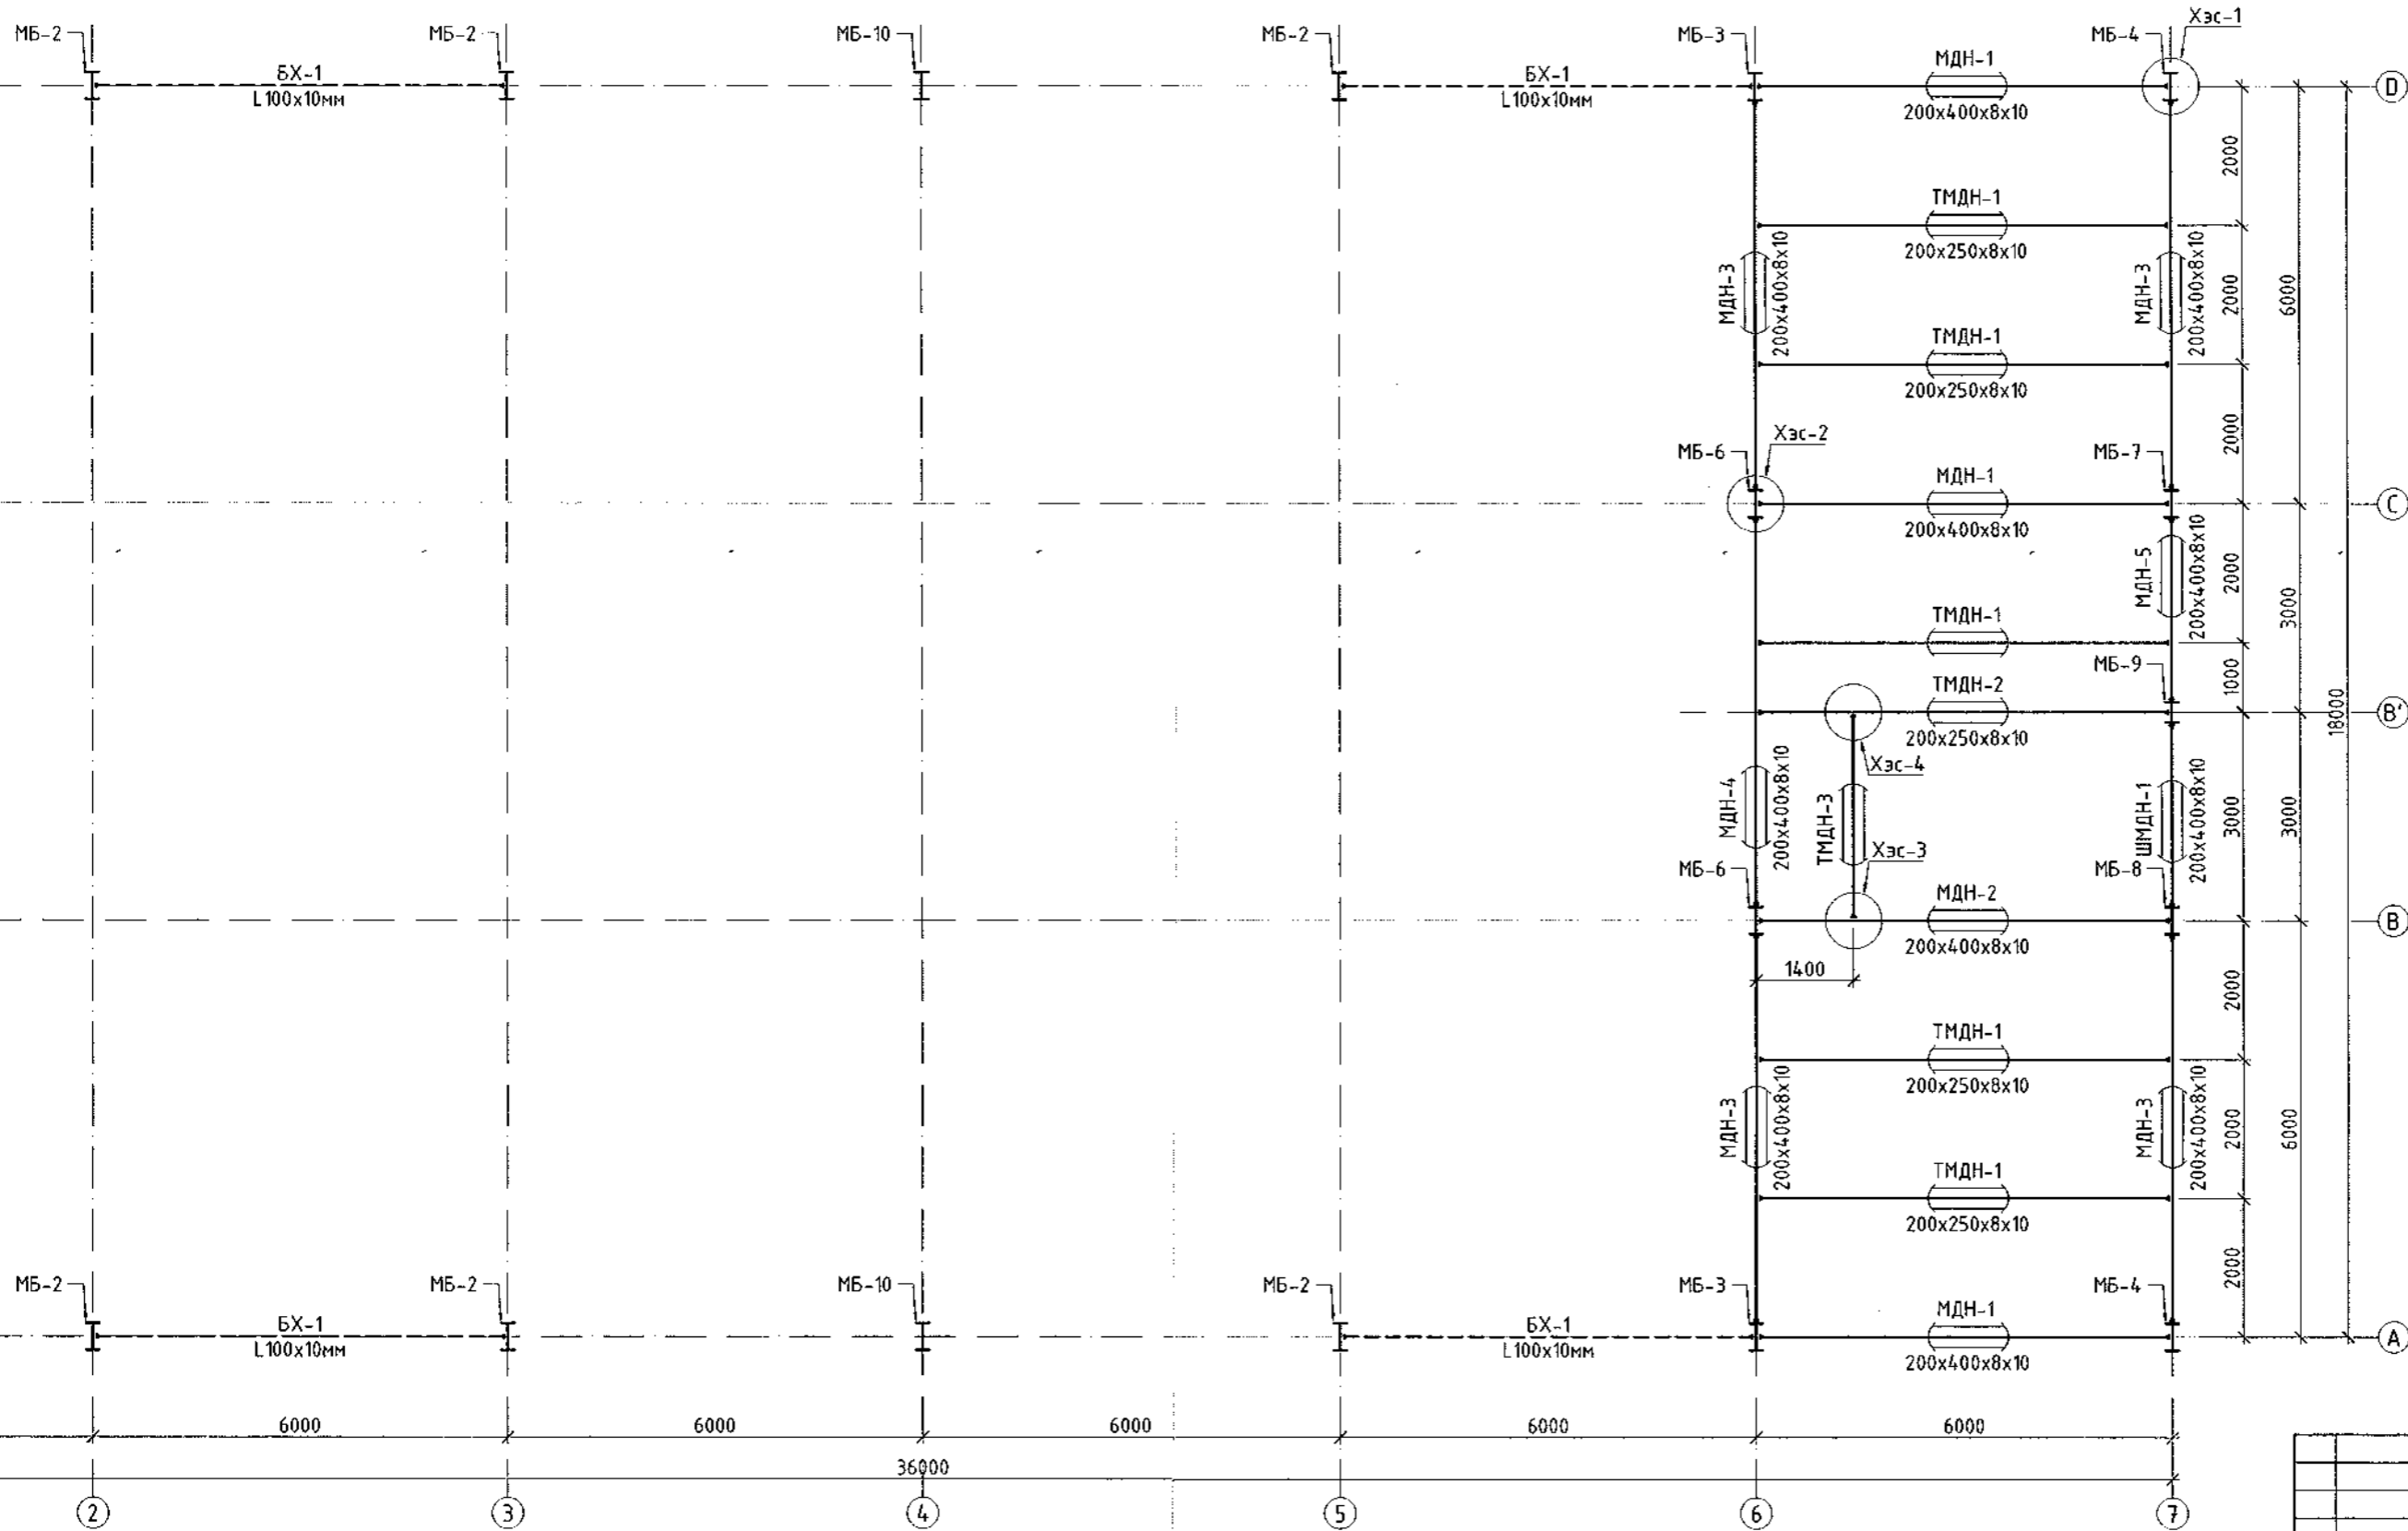 МБ-2
МБ-2
МБ-10
МБ-2
МБ-3
МБ-4
Хэс-1
БХ-1
L100x10мм
БХ-1
L100x10мм
МДН-1
200x400x8x10
D
2000
ТМДН-1
200x250x8x10
МДН-3
200x400x8x10
МДН-3
200x400x8x10
2000
6000
ТМДН-1
200x250x8x10
2000
МБ-6
Хэс-2
МБ-7
МДН-1
200x400x8x10
C
МДН-5
200x400x8x10
2000
3000
ТМДН-1
МБ-9
1000
ТМДН-2
200x250x8x10
B'
18000
Хэс-4
МДН-4
200x400x8x10
ТМДН-3
ШМДН-1
200x400x8x10
3000
3000
Хэс-3
МБ-6
МБ-8
МДН-2
200x400x8x10
B
1400
2000
ТМДН-1
200x250x8x10
МДН-3
200x400x8x10
МДН-3
200x400x8x10
2000
6000
ТМДН-1
200x250x8x10
2000
МБ-2
МБ-2
МБ-10
МБ-2
МБ-3
МБ-4
БХ-1
L100x10мм
БХ-1
L100x10мм
МДН-1
200x400x8x10
A
6000
6000
6000
6000
6000
36000
2
3
4
5
6
7